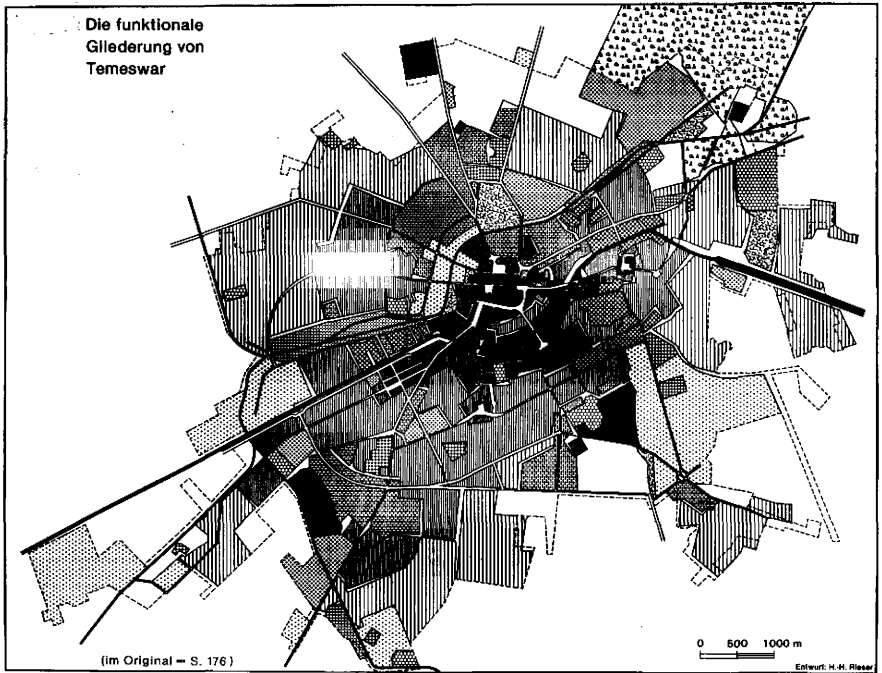 Die funktionale
Gliederung von
Temeswar
(im Original – S. 176)
0 500 1000 m
Entwurf: H.-H. Rieser